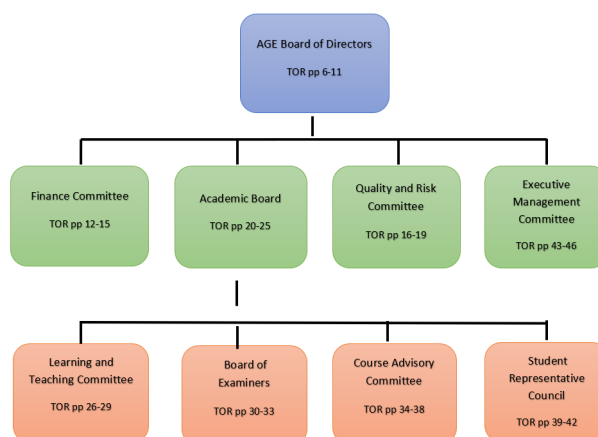 AGE Board of Directors
TOR pp 6-11
Finance Committee
TOR pp 12-15
Academic Board
TOR pp 20-25
Quality and Risk
Committee
TOR pp 16-19
Executive
Management
Committee
TOR pp 43-46
Learning and
Teaching Committee
TOR pp 26-29
Board of
Examiners
TOR pp 30-33
Course Advisory
Committee
TOR pp 34-38
Student
Representative
Council
TOR pp 39-42